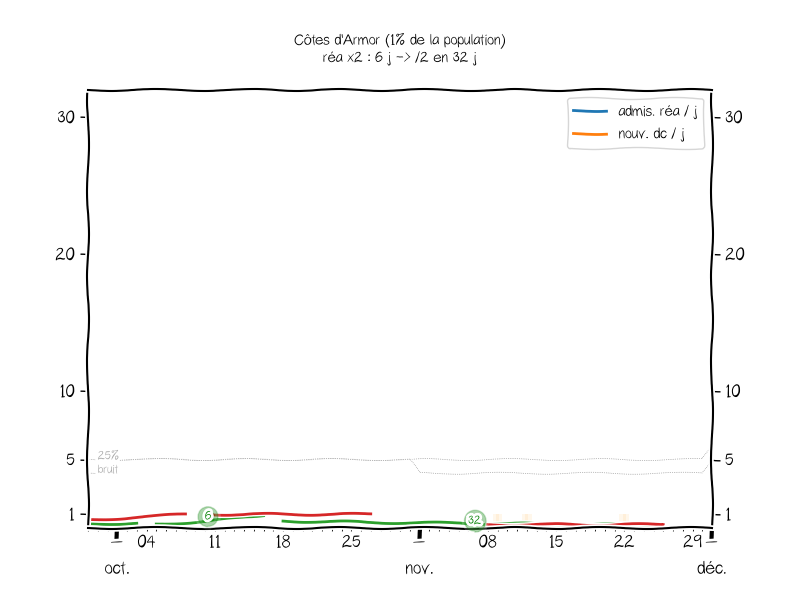 Côtes d'Armor (1% de la population)
réa x2 : 6 j -> /2 en 32 j
admis. réa / j
nouv. dc / j
30
30
20
20
10
10
25%
5
5
bruit
1
6
32
1
04 11 18 25 08 15 22 29
oct. nov. déc.